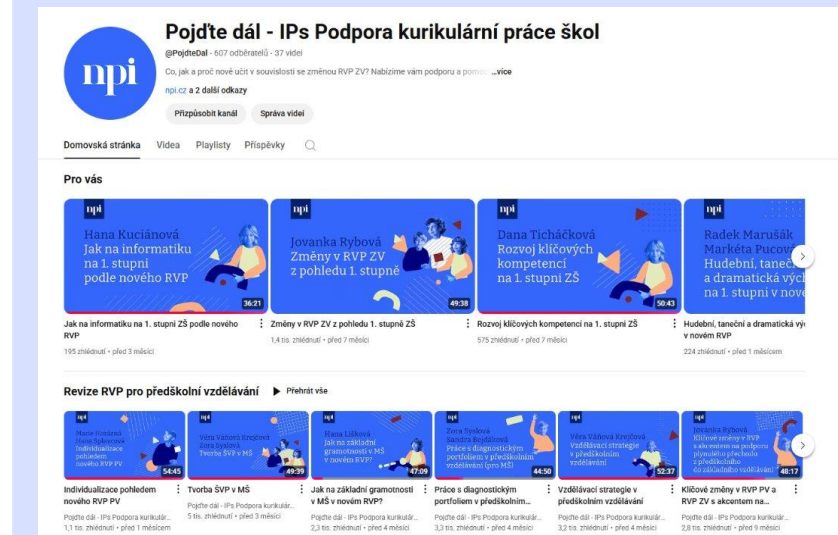 npi
Pojďte dál - IPs Podpora kurikulární práce škol
@PojdteDal · 607 odběratelů · 37 videí
Co, jak a proč nově učit v souvislosti se změnou RVP ZV? Nabízíme vám podporu a ...více
npi.cz a 2 další odkazy
Přizpůsobit kanál Správa videí
Domovská stránka Videa Playlisty Příspěvky
Pro vás
npi npi npi npi
Hana Kuciánová
Jak na informatiku
na 1. stupni
podle nového RVP
36:21
Jovanka Rybová
Změny v RVP ZV
z pohledu 1. stupně
49:38
Dana Ticháčková
Rozvoj klíčových
kompetencí
na 1. stupni ZŠ
50:43
Radek Marušák
Markéta Pucová
Hudební, taneč
a dramatická vých
na 1. stupni v nové
Jak na informatiku na 1. stupni ZŠ podle nového
RVP
195 zhlédnutí • před 3 měsíci
Změny v RVP ZV z pohledu 1. stupně ZŠ
1,4 tis. zhlédnutí • před 7 měsíci
Rozvoj klíčových kompetencí na 1. stupni ZŠ
575 zhlédnutí • před 7 měsíci
Hudební, taneční a dramatická vý
v novém RVP
224 zhlédnutí • před 1 měsícem
Revize RVP pro předškolní vzdělávání Přehrát vše
npi npi npi npi npi npi
Marie Horázná
Individualizace
pohledem
nového RVP PV
54:45
Věra Váňová Krejčová
Zora Syslová
Tvorba ŠVP v MŠ
49:39
Hana Lišková
Jak na základní
gramotnosti v MŠ
v novém RVP?
47:09
Zora Syslová
Sandra Bejdáková
Práce s diagnostickým
portfoliem v předškolním
vzdělávání (pro MŠ)
44:50
Věra Váňová Krejčová
Vzdělávací strategie
v předškolním
vzdělávání
52:37
Jovanka Rybová
Klíčové změny v RVP
s akcentem na podporu
plynulého přechodu
z předškolního
do základního vzdělávání
48:17
Individualizace pohledem
nového RVP PV
Pojďte dál - IPs Podpora kurikulár...
1,1 tis. zhlédnutí • před 1 měsícem
Tvorba ŠVP v MŠ
Pojďte dál - IPs Podpora kurikulár...
5 tis. zhlédnutí • před 3 měsíci
Jak na základní gramotnosti
v MŠ v novém RVP?
Pojďte dál - IPs Podpora kurikulár...
2,3 tis. zhlédnutí • před 4 měsíci
Práce s diagnostickým
portfoliem v předškolním...
Pojďte dál - IPs Podpora kurikulár...
3,3 tis. zhlédnutí • před 4 měsíci
Vzdělávací strategie v
předškolním vzdělávání
Pojďte dál - IPs Podpora kurikulár...
3,2 tis. zhlédnutí • před 4 měsíci
Klíčové změny v RVP PV a
RVP ZV s akcentem na...
Pojďte dál - IPs Podpora kurikulár...
2,8 tis. zhlédnutí • před 9 měsíci